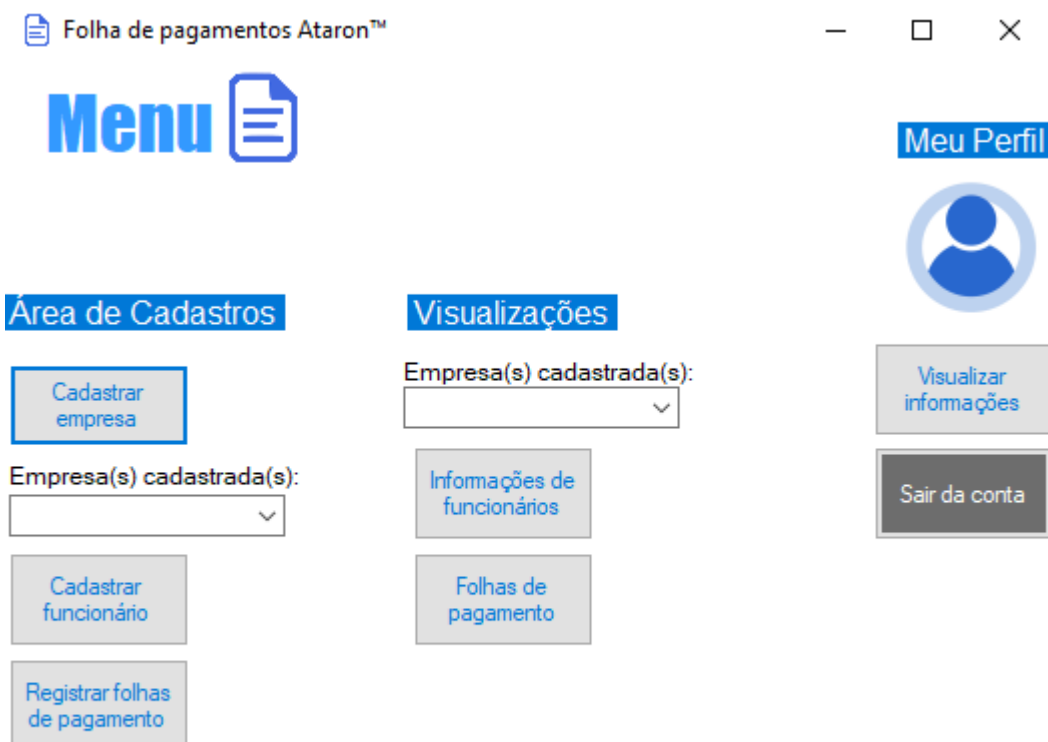 Folha de pagamentos Ataron™
Menu
Meu Perfil
Área de Cadastros
Cadastrar
empresa
Empresa(s) cadastrada(s):
Cadastrar
funcionário
Registrar folhas
de pagamento
Visualizações
Empresa(s) cadastrada(s):
Informações de
funcionários
Folhas de
pagamento
Visualizar
informações
Sair da conta